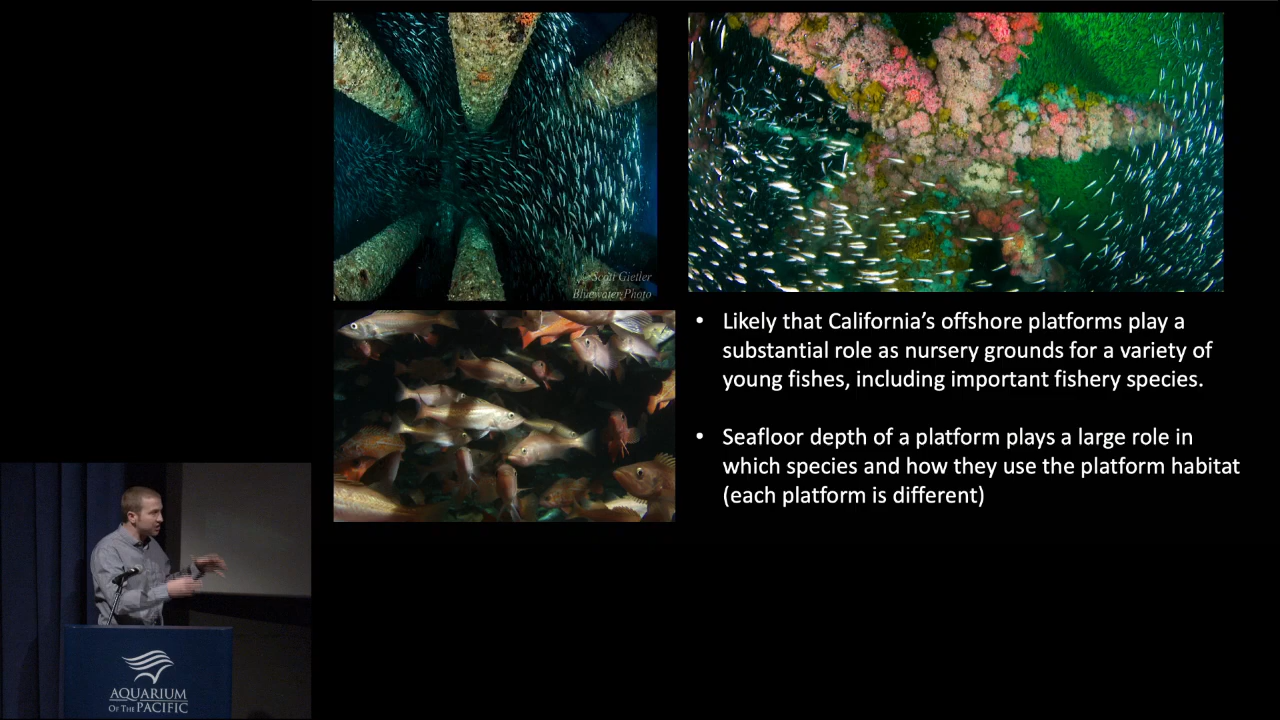 Scott Gietler
Bluewater Photo
• Likely that California’s offshore platforms play a
substantial role as nursery grounds for a variety of
young fishes, including important fishery species.
• Seafloor depth of a platform plays a large role in
which species and how they use the platform habitat
(each platform is different)
AQUARIUM
OF THE PACIFIC